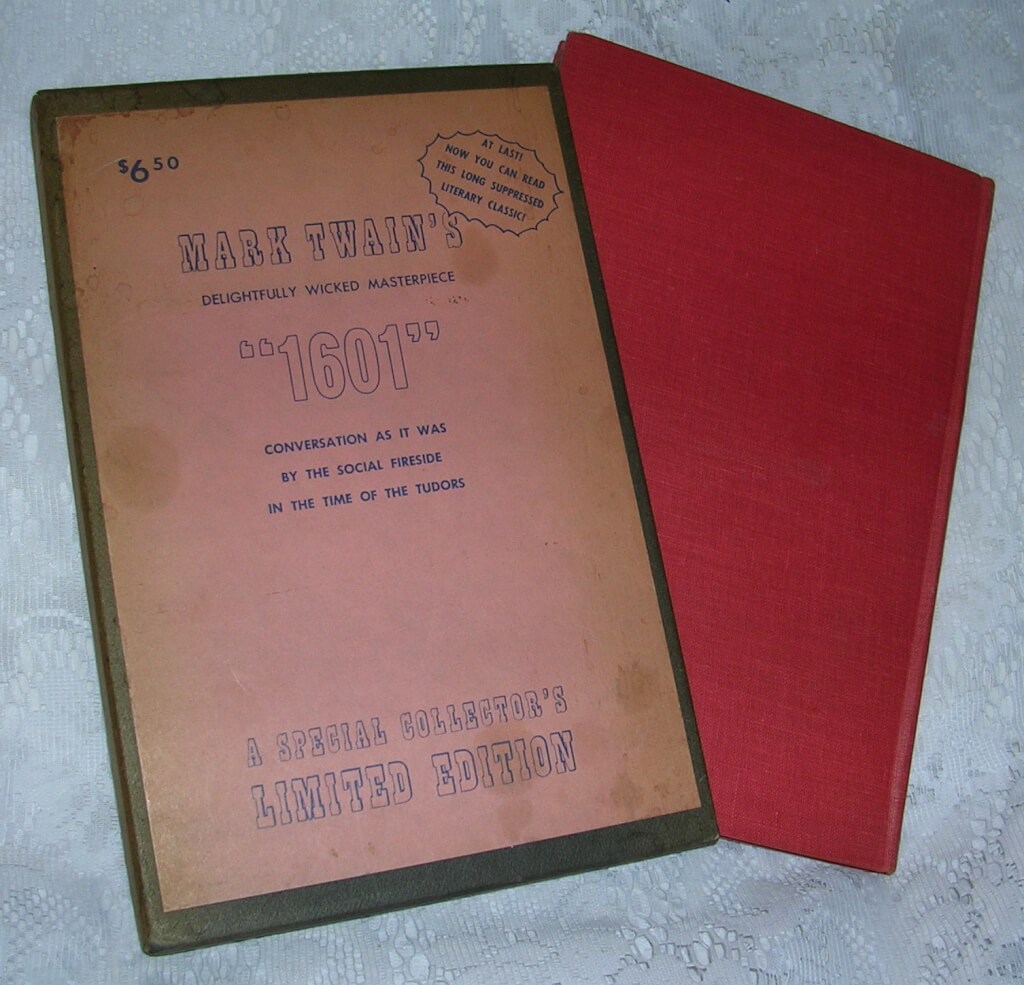 $6.50
AT LAST!
NOW YOU CAN READ
THIS LONG SUPPRESSED
LITERARY CLASSIC!
MARK TWAIN'S
DELIGHTFULLY WICKED MASTERPIECE
"1601"
CONVERSATION AS IT WAS
BY THE SOCIAL FIRESIDE
IN THE TIME OF THE TUDORS
A SPECIAL COLLECTOR'S
LIMITED EDITION